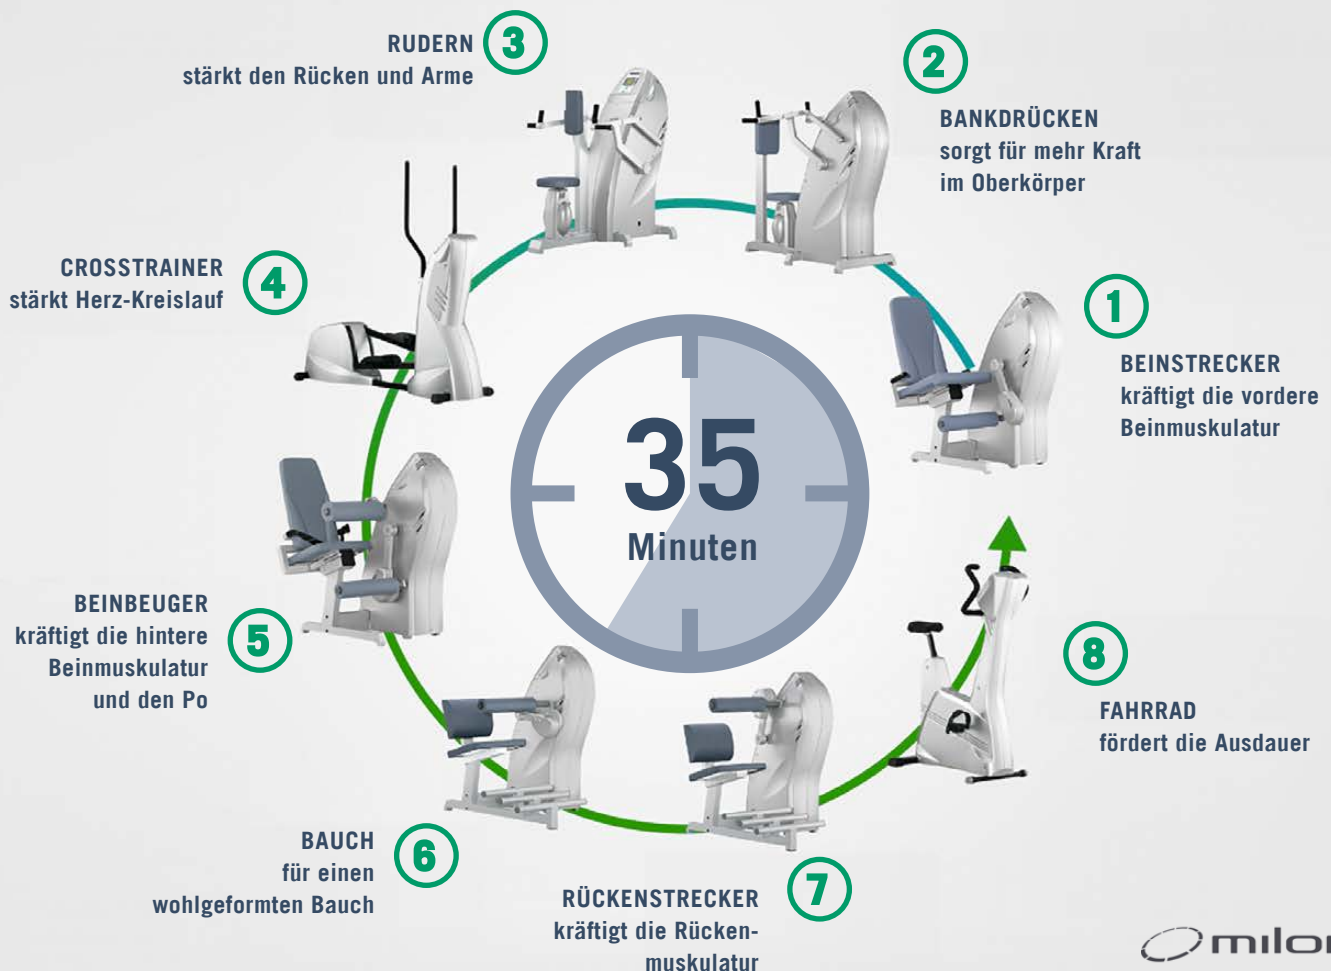 1
BEINSTRECKER
kräftigt die vordere
Beinmuskulatur
2
BANKDRÜCKEN
sorgt für mehr Kraft
im Oberkörper
3
RUDERN
stärkt den Rücken und Arme
4
CROSSTRAINER
stärkt Herz-Kreislauf
5
BEINBEUGER
kräftigt die hintere
Beinmuskulatur
und den Po
6
BAUCH
für einen
wohlgeformten Bauch
7
RÜCKENSTRECKER
kräftigt die Rücken-
muskulatur
8
FAHRRAD
fördert die Ausdauer
35
Minuten
milon